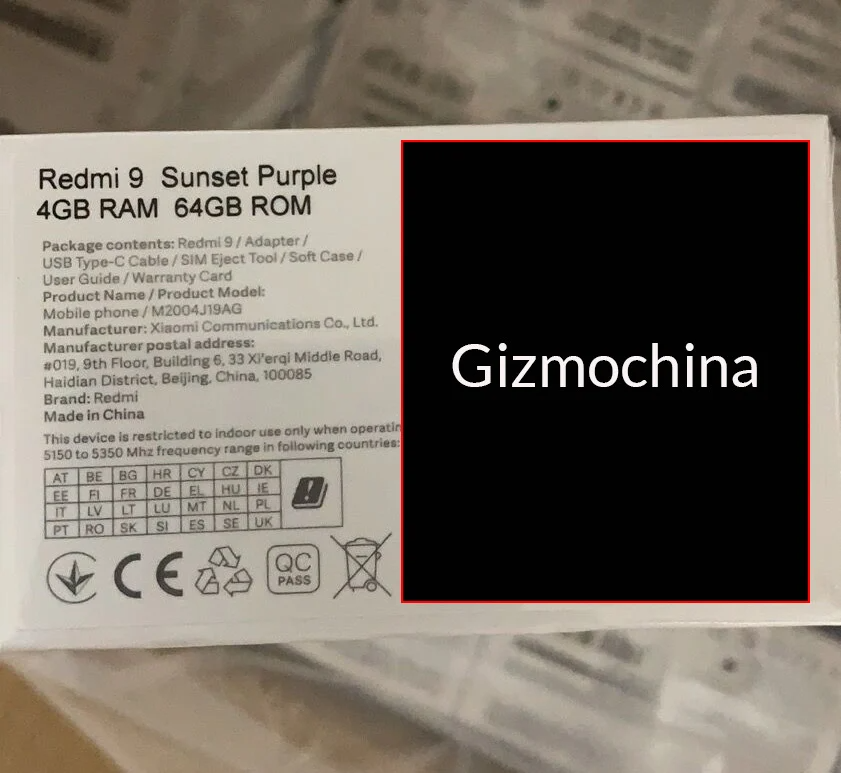 Redmi 9 Sunset Purple
4GB RAM 64GB ROM
Package contents: Redmi 9 / Adapter /
USB Type-C Cable / SIM Eject Tool / Soft Case /
User Guide / Warranty Card
Product Name / Product Model:
Mobile phone / M2004J19AG
Manufacturer: Xiaomi Communications Co., Ltd.
Manufacturer postal address:
#019, 9th Floor, Building 6, 33 Xi'erqi Middle Road,
Haidian District, Beijing, China, 100085
Brand: Redmi
Made in China
This device is restricted to indoor use only when operatin
5150 to 5350 Mhz frequency range in following countries:
AT BE BG HR CY CZ DK
EE FI FR DE EL HU IE
IT LV LT LU MT NL PL
PT RO SK SI ES SE UK
CE
QC
PASS
Gizmochina